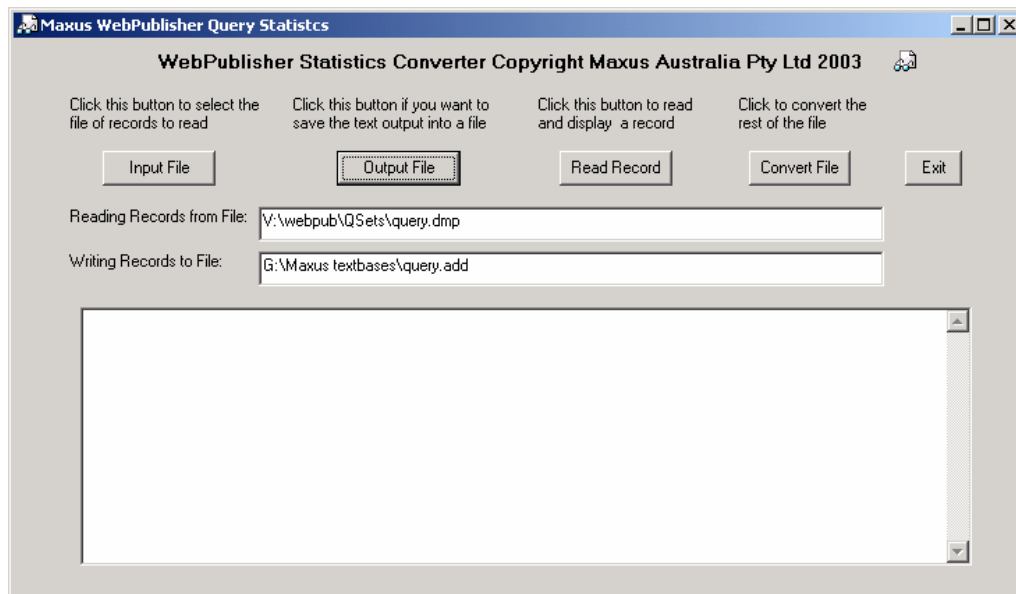 Maxus WebPublisher Query Statistcs
WebPublisher Statistics Converter Copyright Maxus Australia Pty Ltd 2003
Click this button to select the
file of records to read
Click this button if you want to
save the text output into a file
Click this button to read
and display a record
Click to convert the
rest of the file
Input File
Output File
Read Record
Convert File
Exit
Reading Records from File:
V:\webpub\QSets\query.dmp
Writing Records to File:
G:\Maxus textbases\query.add